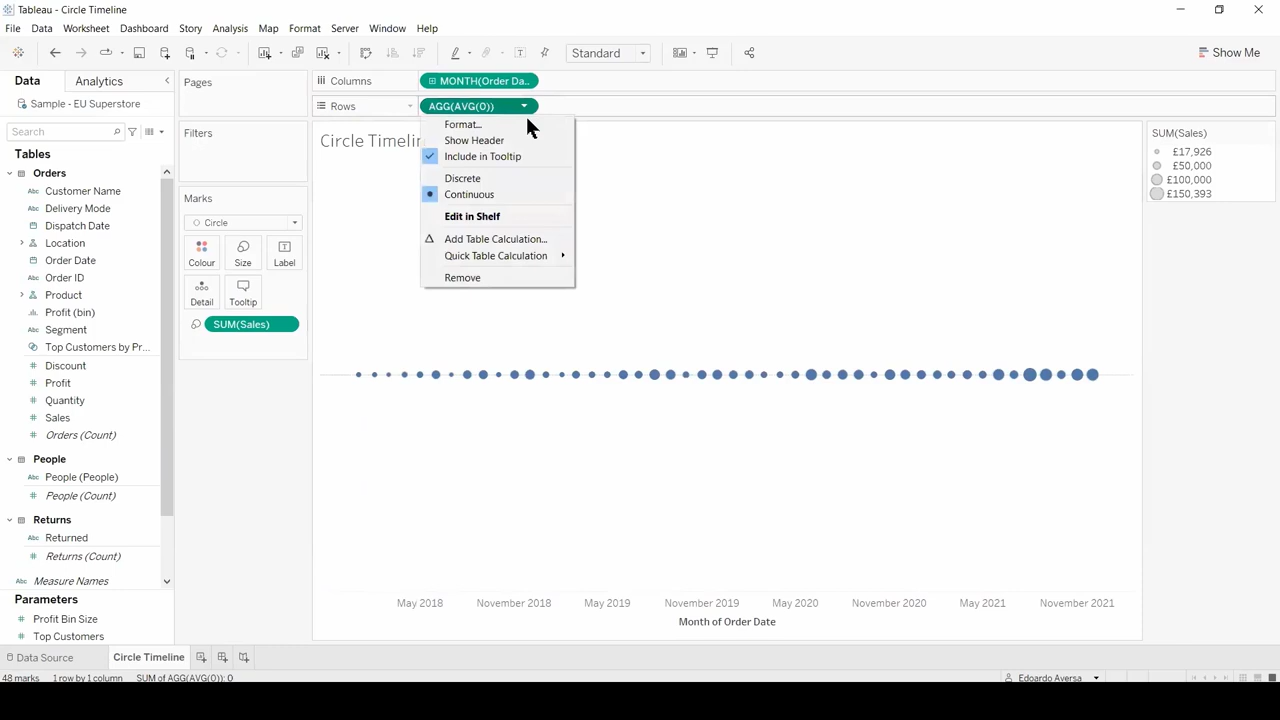 Tableau - Circle Timeline
File Data Worksheet Dashboard Story Analysis Map Format Server Window Help
Standard
Show Me
Data Analytics
Sample - EU Superstore
Search
Tables
Orders
Abc Customer Name
Abc Delivery Mode
Dispatch Date
Location
Order Date
Abc Order ID
Product
Profit (bin)
Abc Segment
Top Customers by Pr...
# Discount
# Profit
# Quantity
# Sales
# Orders (Count)
People
Abc People (People)
# People (Count)
Returns
Abc Returned
# Returns (Count)
Abc Measure Names
Parameters
# Profit Bin Size
# Top Customers
Pages
Filters
Marks
Circle
Colour Size Label
Detail Tooltip
SUM(Sales)
Columns
MONTH(Order Da..
Rows
AGG(AVG(0))
Circle Timelin
Format...
Show Header
Include in Tooltip
Discrete
Continuous
Edit in Shelf
Add Table Calculation...
Quick Table Calculation
Remove
May 2018 November 2018 May 2019 November 2019 May 2020 November 2020 May 2021 November 2021
Month of Order Date
SUM(Sales)
£17,926
£50,000
£100,000
£150,393
Data Source Circle Timeline
48 marks 1 row by 1 column SUM of AGG(AVG(0)): 0
Edoardo Aversa